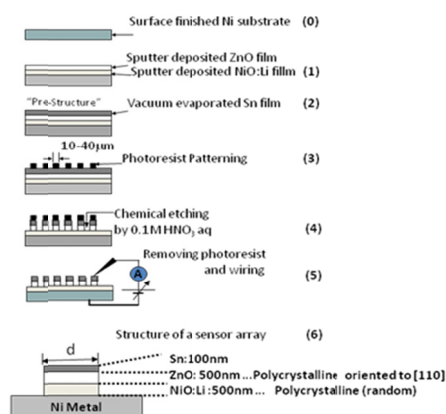 Surface finished Ni substrate (0)
Sputter deposited ZnO film
Sputter deposited NiO:Li fillm (1)
"Pre-Structure" Vacuum evaporated Sn film (2)
10-40μm
Photoresist Patterning (3)
Chemical etching
by 0.1M HNO3 aq (4)
Removing photoresist
and wiring (5)
A
Structure of a sensor array (6)
d
Sn:100nm
ZnO: 500nm... Polycrystalline oriented to [110]
NiO:Li:500nm ... Polycrystalline (random)
Ni Metal